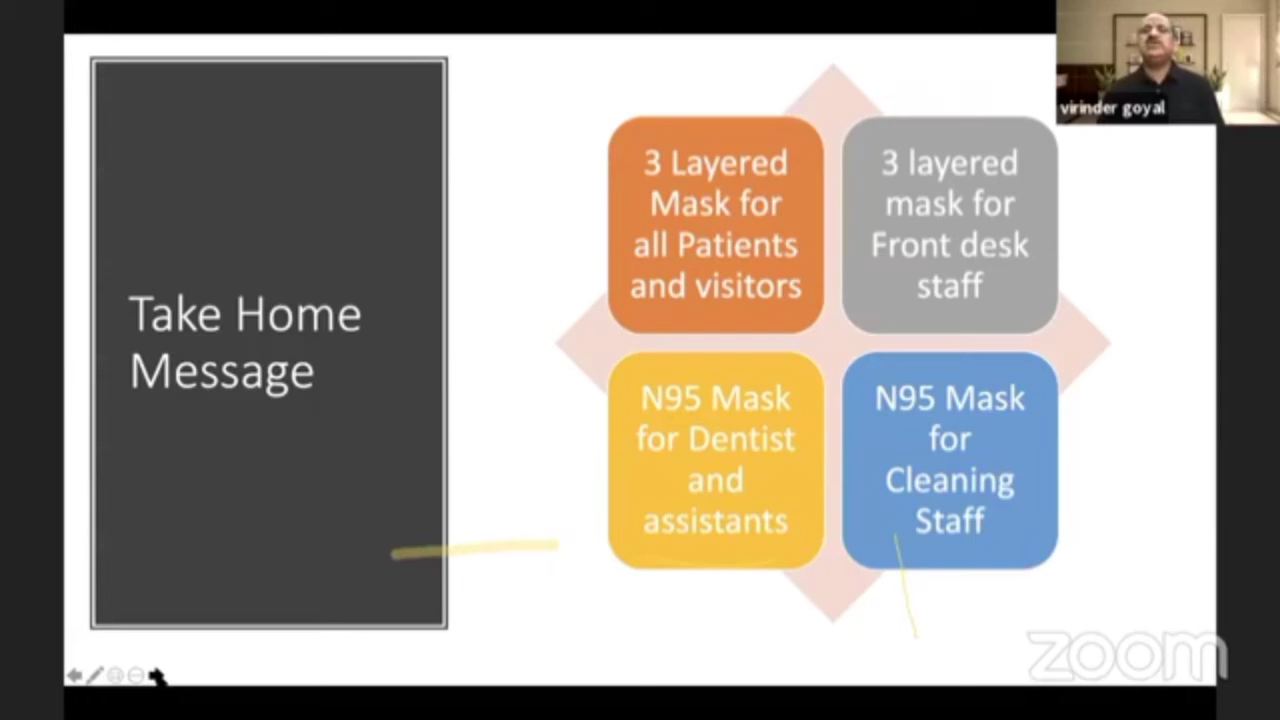 virinder goyal
Take Home
Message
3 Layered
Mask for
all Patients
and visitors
3 layered
mask for
Front desk
staff
N95 Mask
for Dentist
and
assistants
N95 Mask
for
Cleaning
Staff
zoom